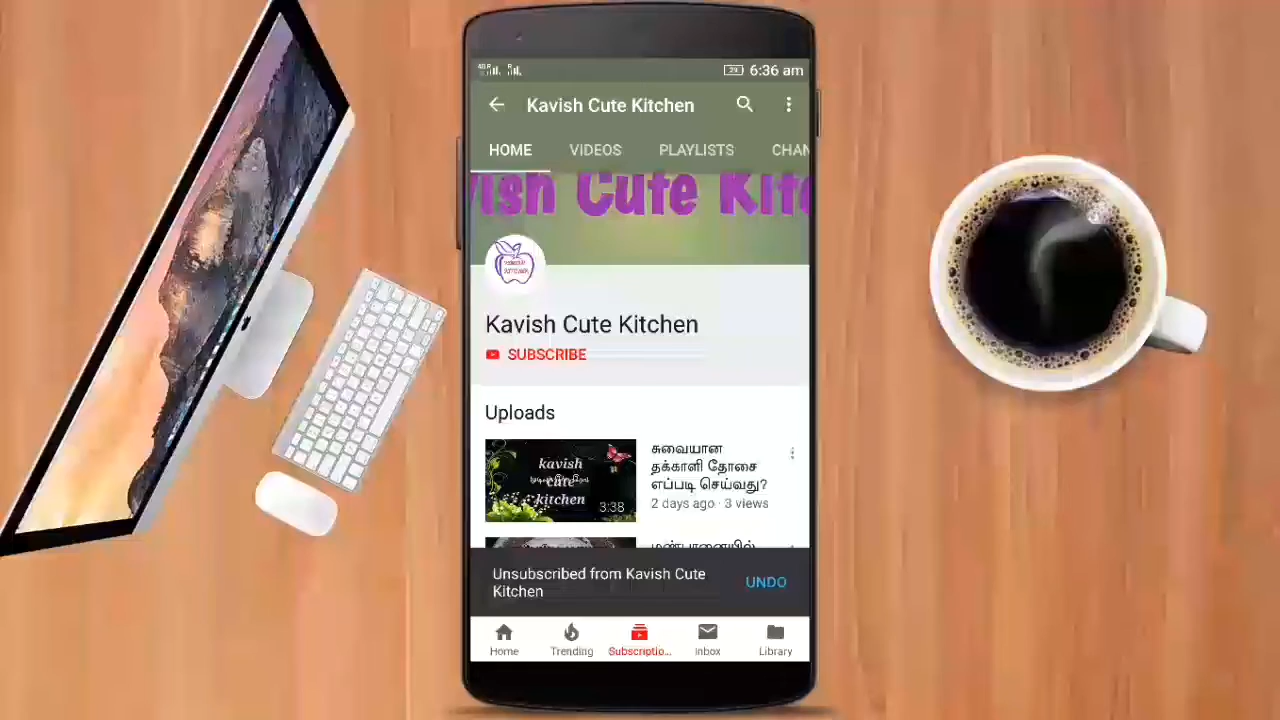 6:36 am
Kavish Cute Kitchen
HOME VIDEOS PLAYLISTS CHAN
vish Cute Kitc
Kavish Cute Kitchen
SUBSCRIBE
Uploads
சுவையான
தக்காளி தோசை
எப்படி செய்வது?
2 days ago · 3 views
kavish
cute
kitchen
3:38
மண்பானையில்
Unsubscribed from Kavish Cute
Kitchen
UNDO
Home Trending Subscriptio... Inbox Library